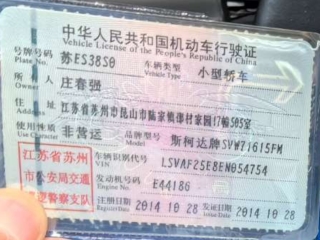 中华人民共和国机动车行驶证
Vehicle License of the People's Republic of China
号牌号码 苏ES38S0 车辆类型 小型轿车
Plate No. Vehicle Type
所有人 庄春强
Owner
住址 江苏省苏州市昆山市陆家镇邵村家园17幢505室
Address
使用性质 非营运 品牌型号 斯柯达牌SVW71615FM
Use Character Model
江苏省苏州 车辆识别代号 LSVAF25E8EN054754
VIN
市公安局交通 发动机号码 E44186
Engine No.
巡逻警察支队 注册日期 2014 10 28 发证日期 2014 10 28
Register Date Issue Date